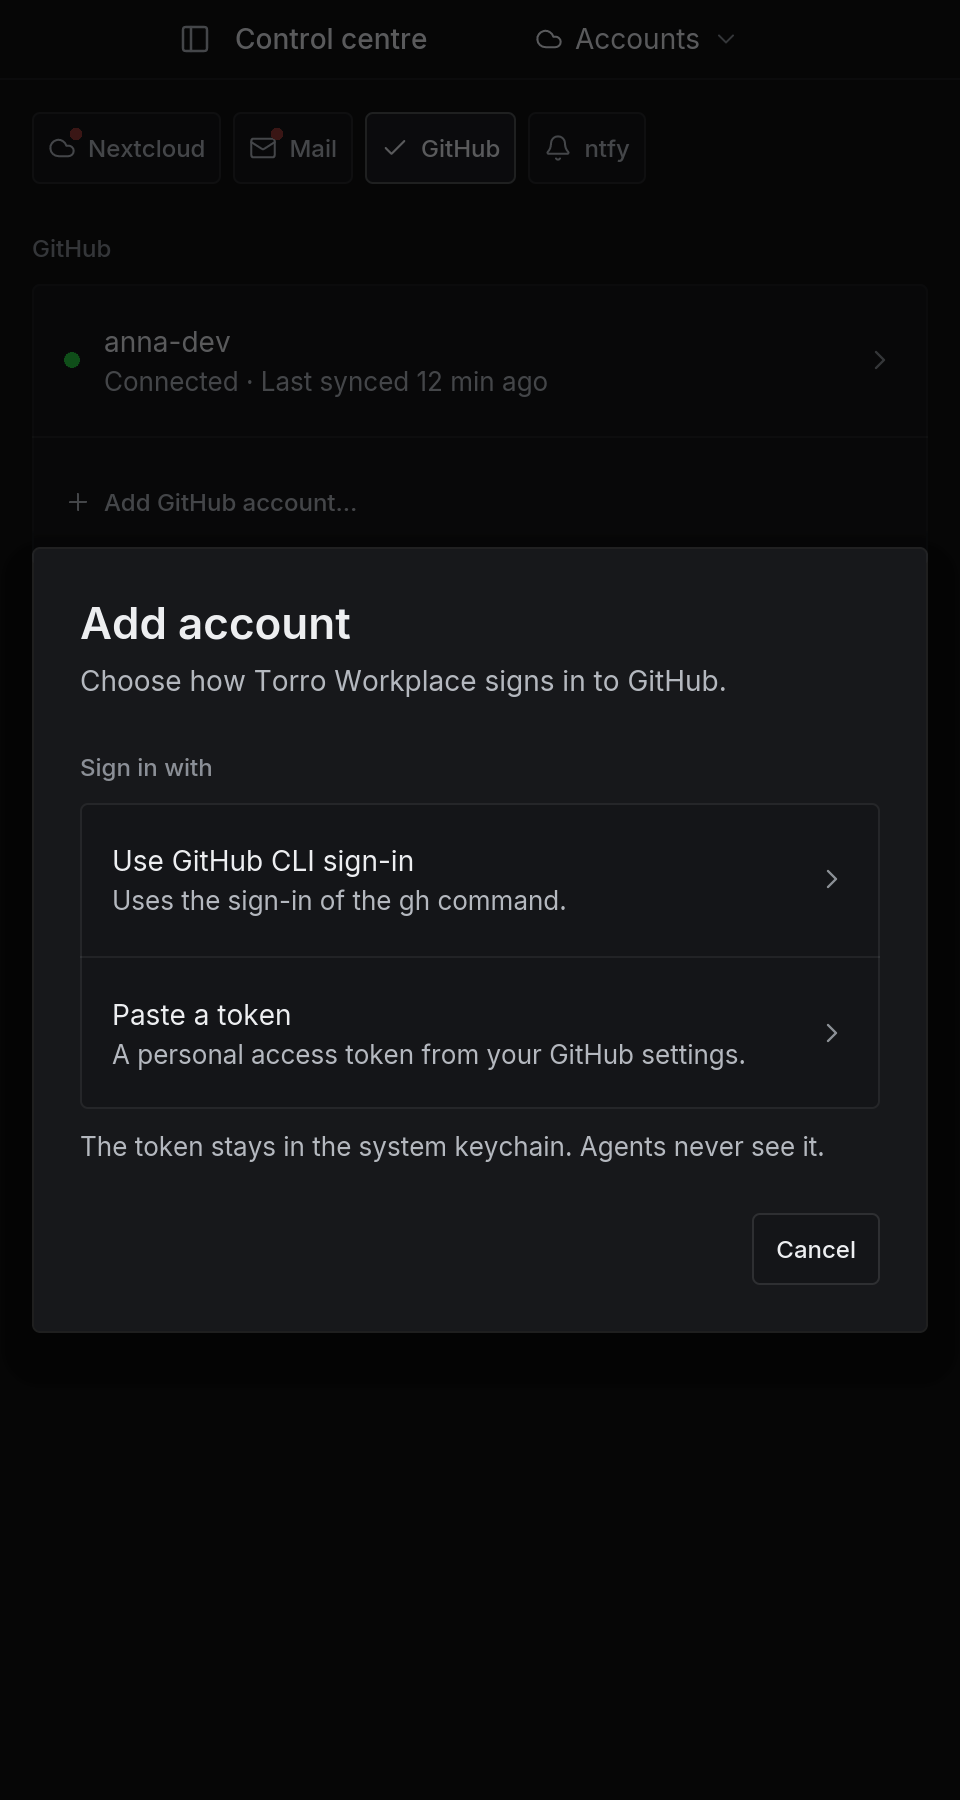 Control centre
Accounts
Nextcloud
Mail
GitHub
ntfy
GitHub
anna-dev
Connected · Last synced 12 min ago
Add GitHub account...
Add account
Choose how Torro Workplace signs in to GitHub.
Sign in with
Use GitHub CLI sign-in
Uses the sign-in of the gh command.
Paste a token
A personal access token from your GitHub settings.
The token stays in the system keychain. Agents never see it.
Cancel